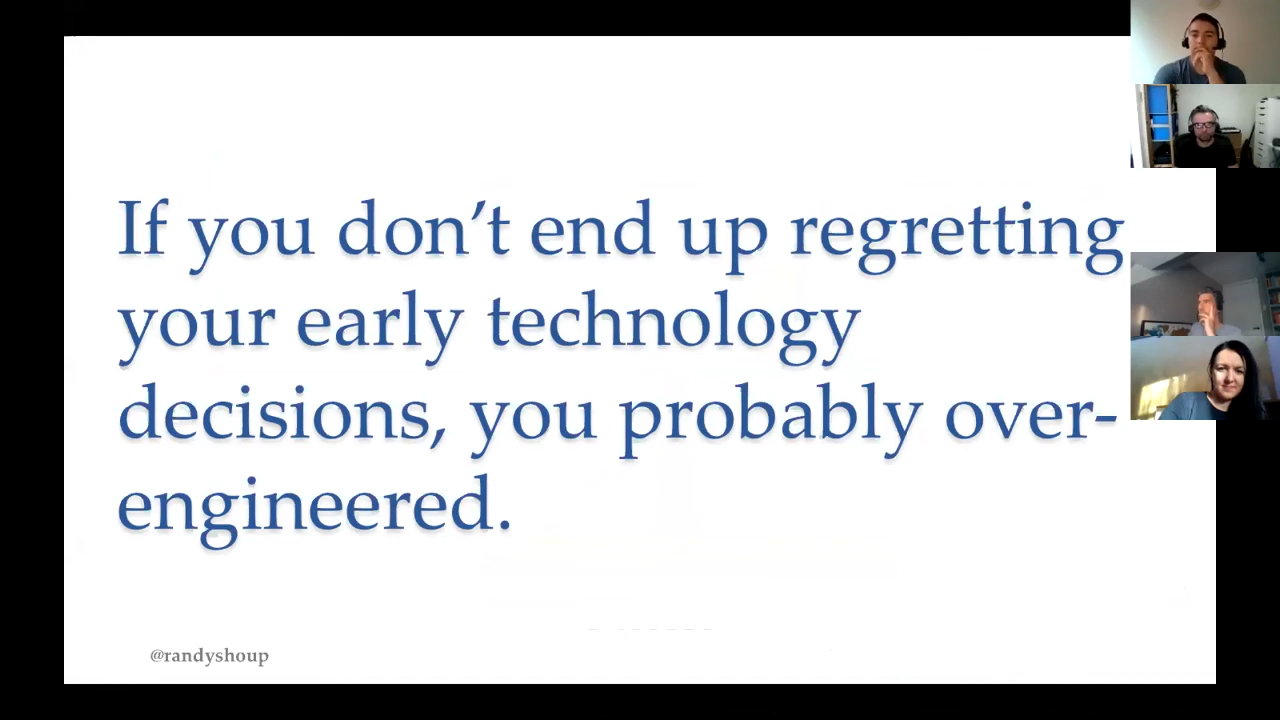 If you don’t end up regretting
your early technology
decisions, you probably over-
engineered.
@randyshoup